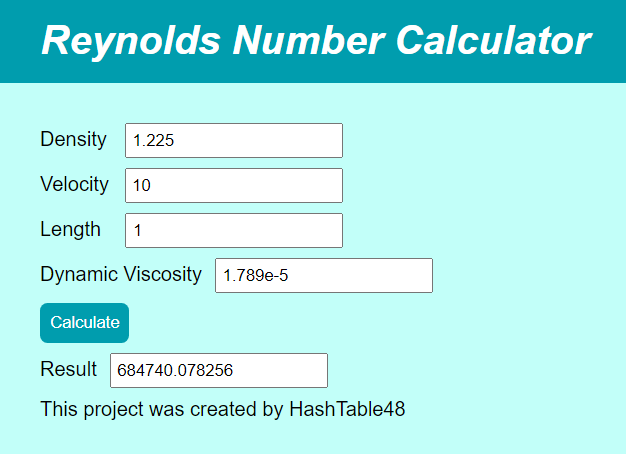 Reynolds Number Calculator
Density 1.225
Velocity 10
Length 1
Dynamic Viscosity 1.789e-5
Calculate
Result 684740.078256
This project was created by HashTable48